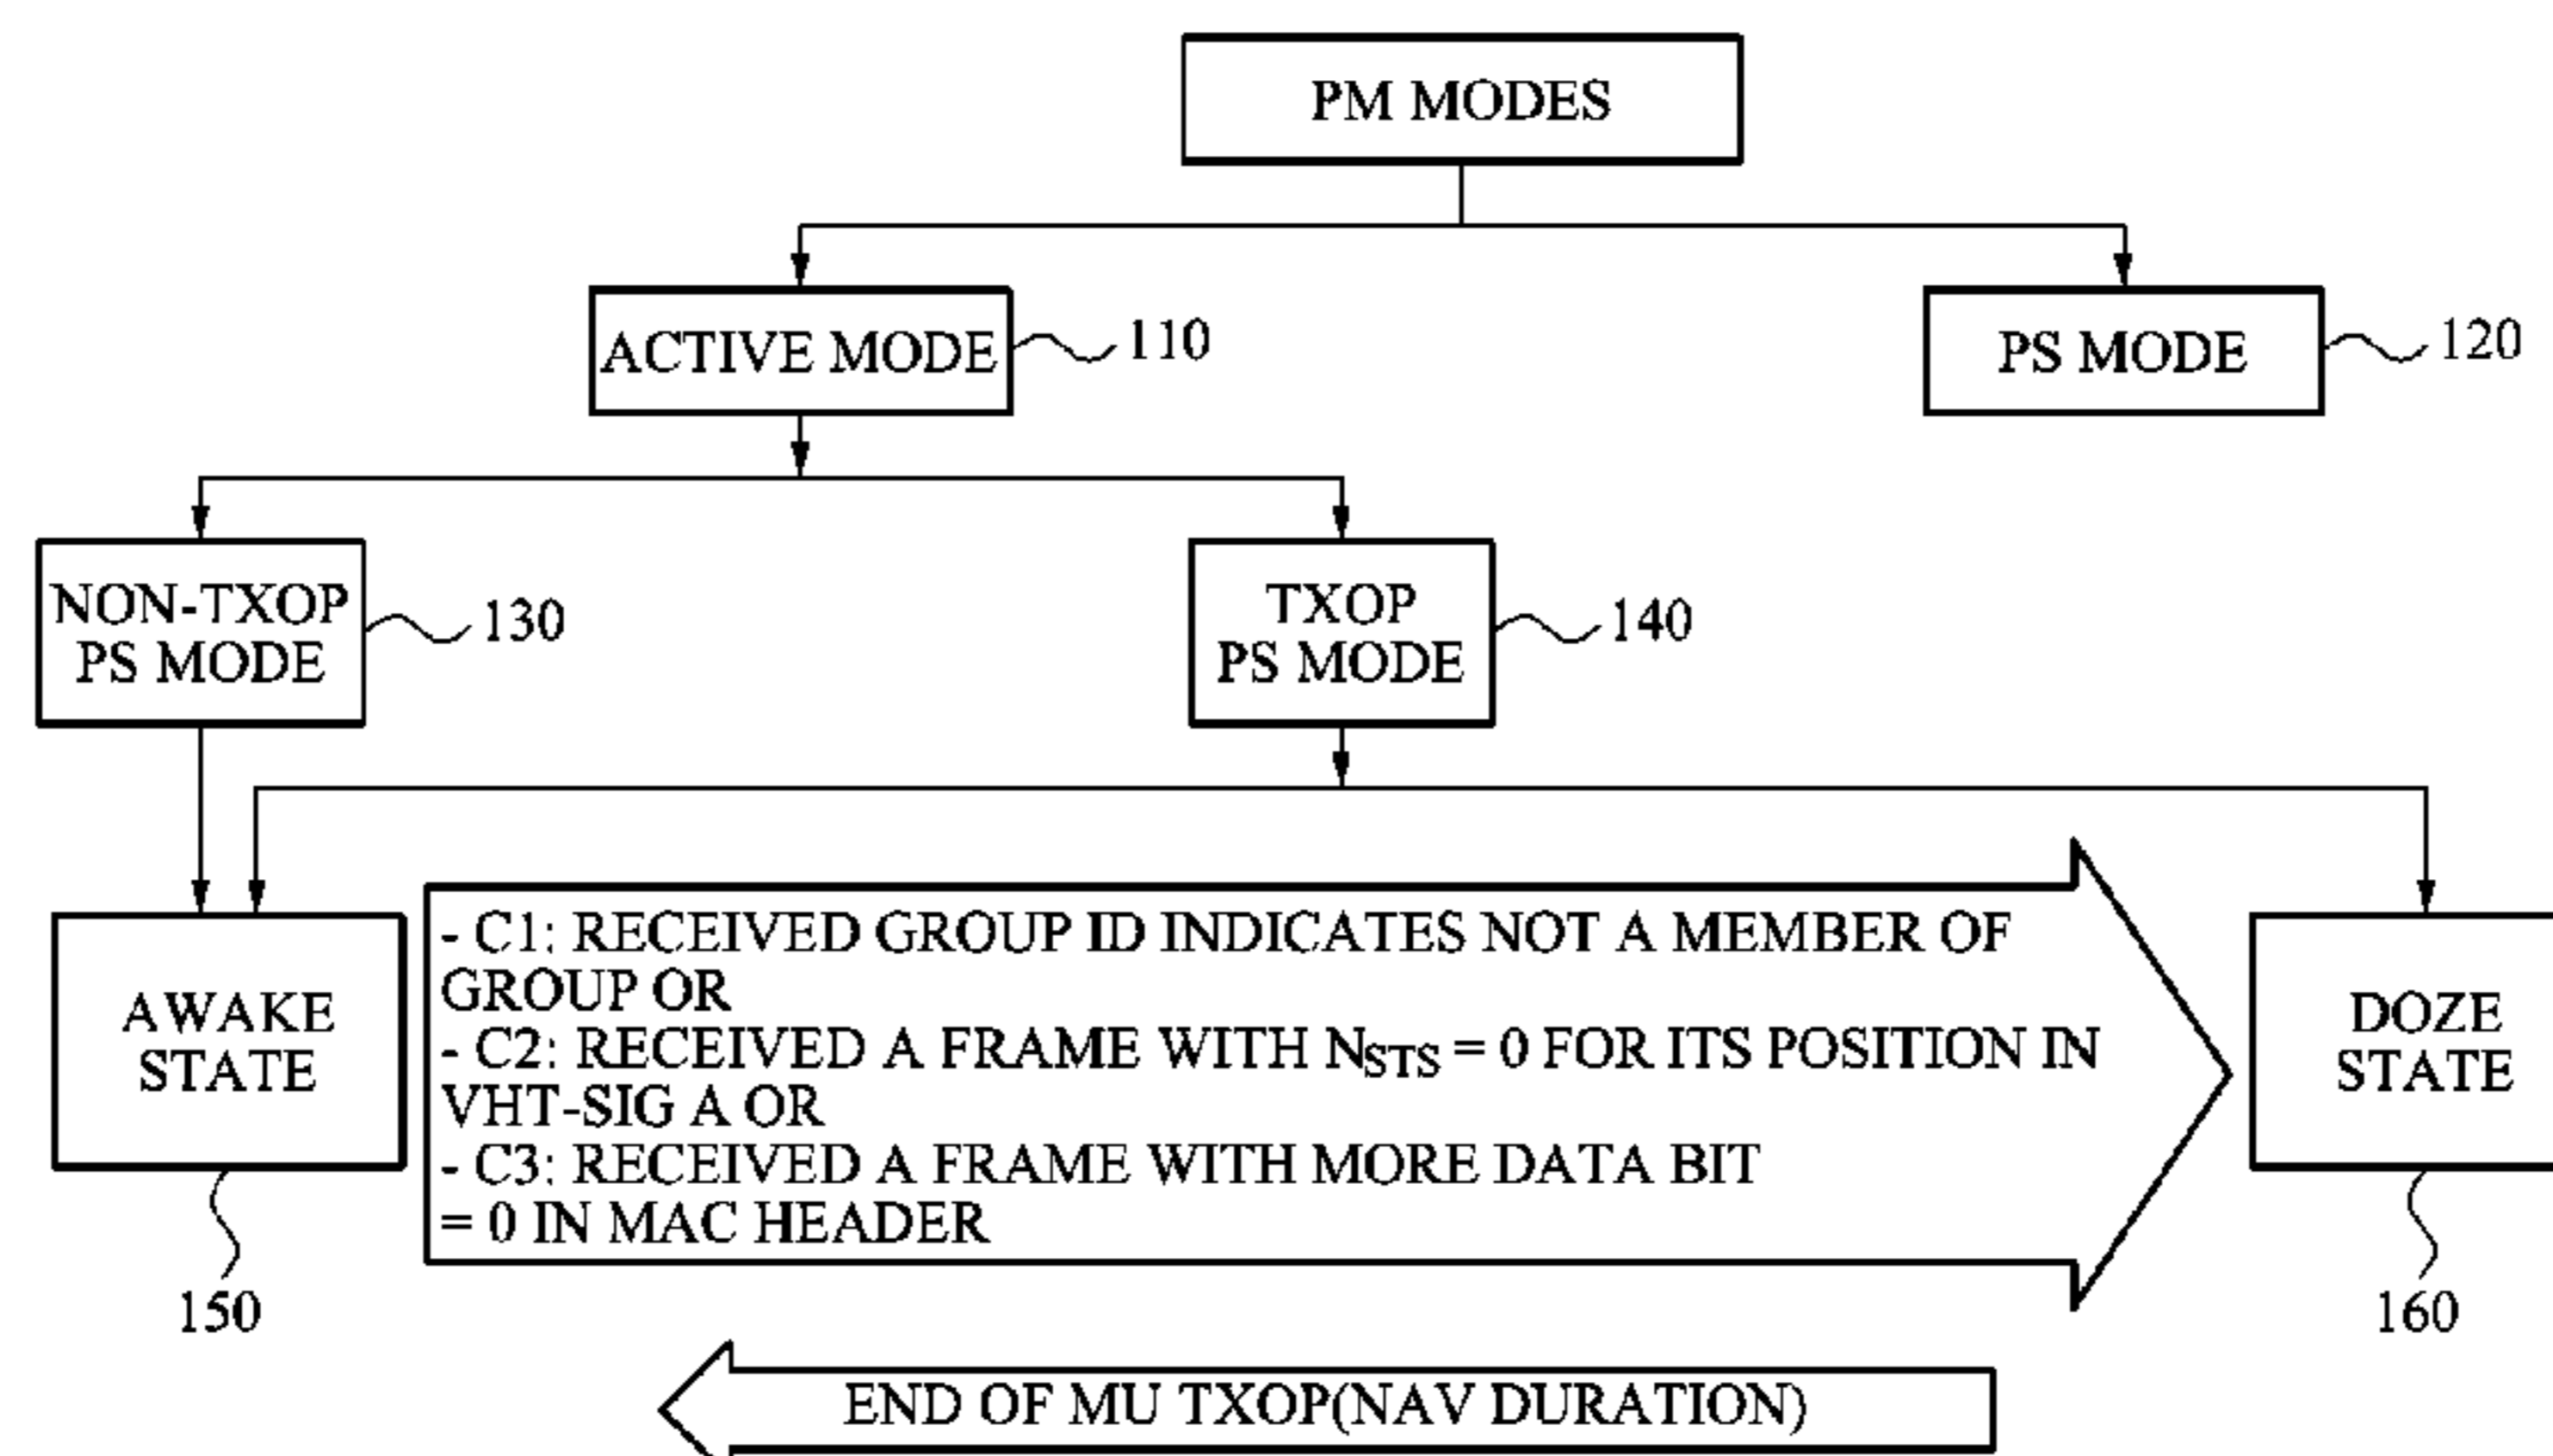 PM MODES
ACTIVE MODE
110
PS MODE
120
NON-TXOP
PS MODE
130
TXOP
PS MODE
140
AWAKE
STATE
150
- C1: RECEIVED GROUP ID INDICATES NOT A MEMBER OF
GROUP OR
- C2: RECEIVED A FRAME WITH NSTS = 0 FOR ITS POSITION IN
VHT-SIG A OR
- C3: RECEIVED A FRAME WITH MORE DATA BIT
= 0 IN MAC HEADER
DOZE
STATE
160
END OF MU TXOP(NAV DURATION)